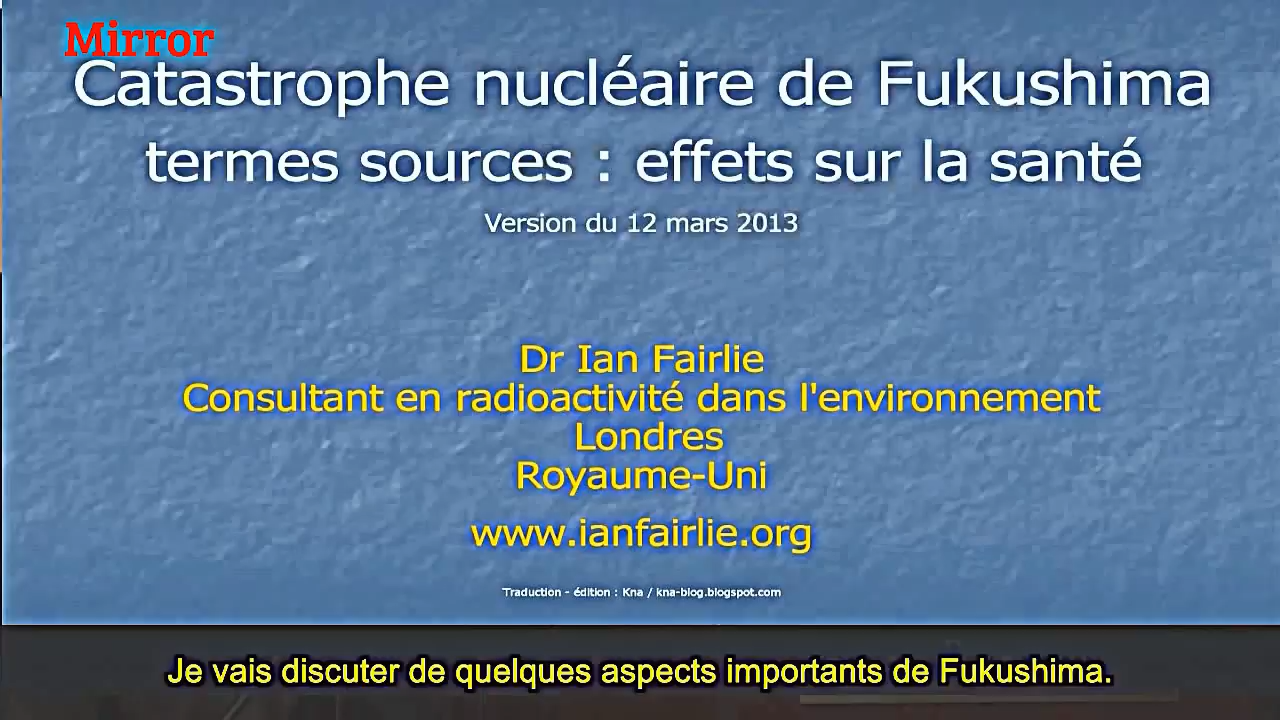 Mirror
Catastrophe nucléaire de Fukushima
termes sources : effets sur la santé
Version du 12 mars 2013
Dr Ian Fairlie
Consultant en radioactivité dans l'environnement
Londres
Royaume-Uni
www.ianfairlie.org
Traduction - édition : Kna / kna-blog.blogspot.com
Je vais discuter de quelques aspects importants de Fukushima.